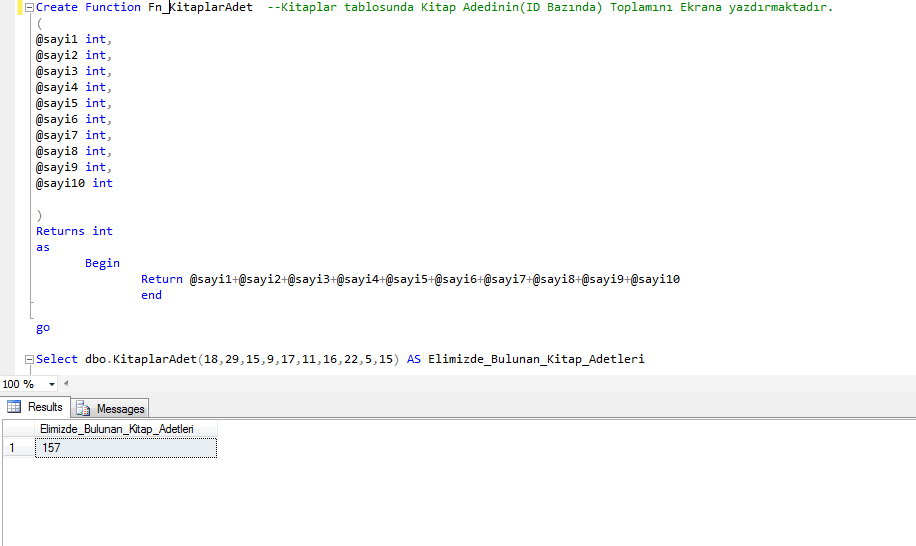 Create Function Fn_KitaplarAdet  --Kitaplar tablosunda Kitap Adedinin(ID Bazında) Toplamını Ekrana yazdırmaktadır.
(
@sayi1 int,
@sayi2 int,
@sayi3 int,
@sayi4 int,
@sayi5 int,
@sayi6 int,
@sayi7 int,
@sayi8 int,
@sayi9 int,
@sayi10 int
)
Returns int
as
Begin
Return @sayi1+@sayi2+@sayi3+@sayi4+@sayi5+@sayi6+@sayi7+@sayi8+@sayi9+@sayi10
end
go
Select dbo.KitaplarAdet(18,29,15,9,17,11,16,22,5,15) AS Elimizde_Bulunan_Kitap_Adetleri
100 %
Results Messages
Elimizde_Bulunan_Kitap_Adetleri
1 157